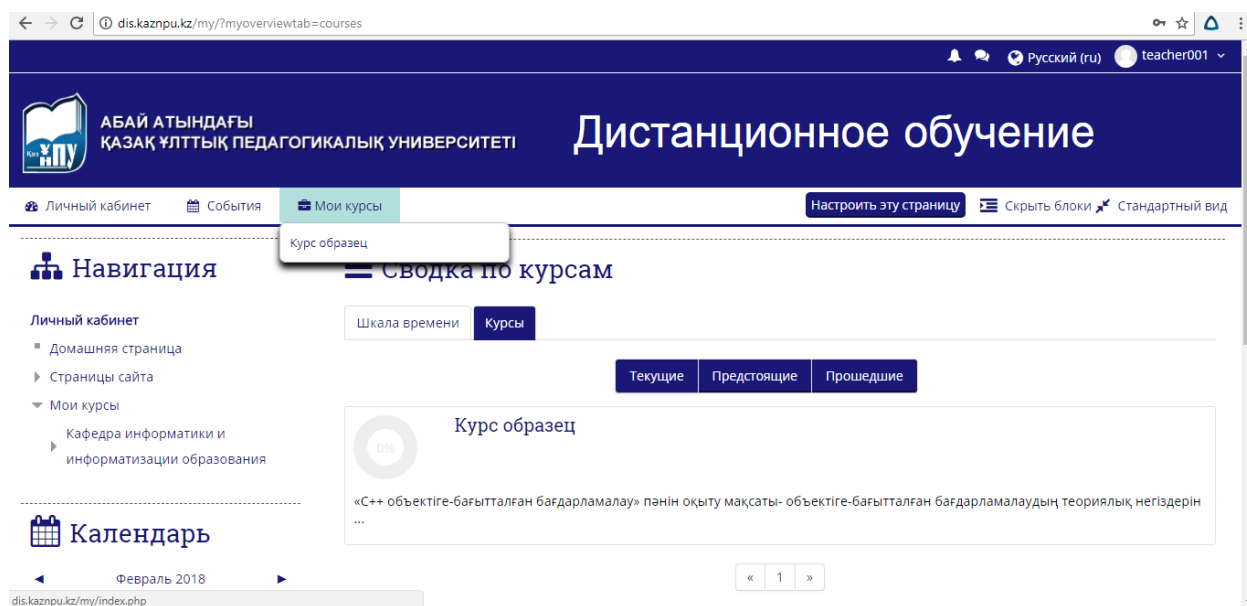 dis.kaznpu.kz/my/?myoverviewtab=courses
Русский (ru) teacher001
АБАЙ АТЫНДАҒЫ
ҚАЗАҚ ҰЛТТЫҚ ПЕДАГОГИКАЛЫҚ УНИВЕРСИТЕТІ
Дистанционное обучение
Қаз ҰПУ
Личный кабинет События Мои курсы Настроить эту страницу Скрыть блоки Стандартный вид
Курс образец
Навигация
Сводка по курсам
Личный кабинет
Шкала времени Курсы
Домашняя страница
Страницы сайта
Текущие Предстоящие Прошедшие
Мои курсы
Кафедра информатики и
информатизации образования
Курс образец
0%
«С++ объектіге-бағытталған бағдарламалау» пәнін оқыту мақсаты- объектіге-бағытталған бағдарламалаудың теориялық негіздерін
...
Календарь
◄ Февраль 2018 ►
« 1 »
dis.kaznpu.kz/my/index.php